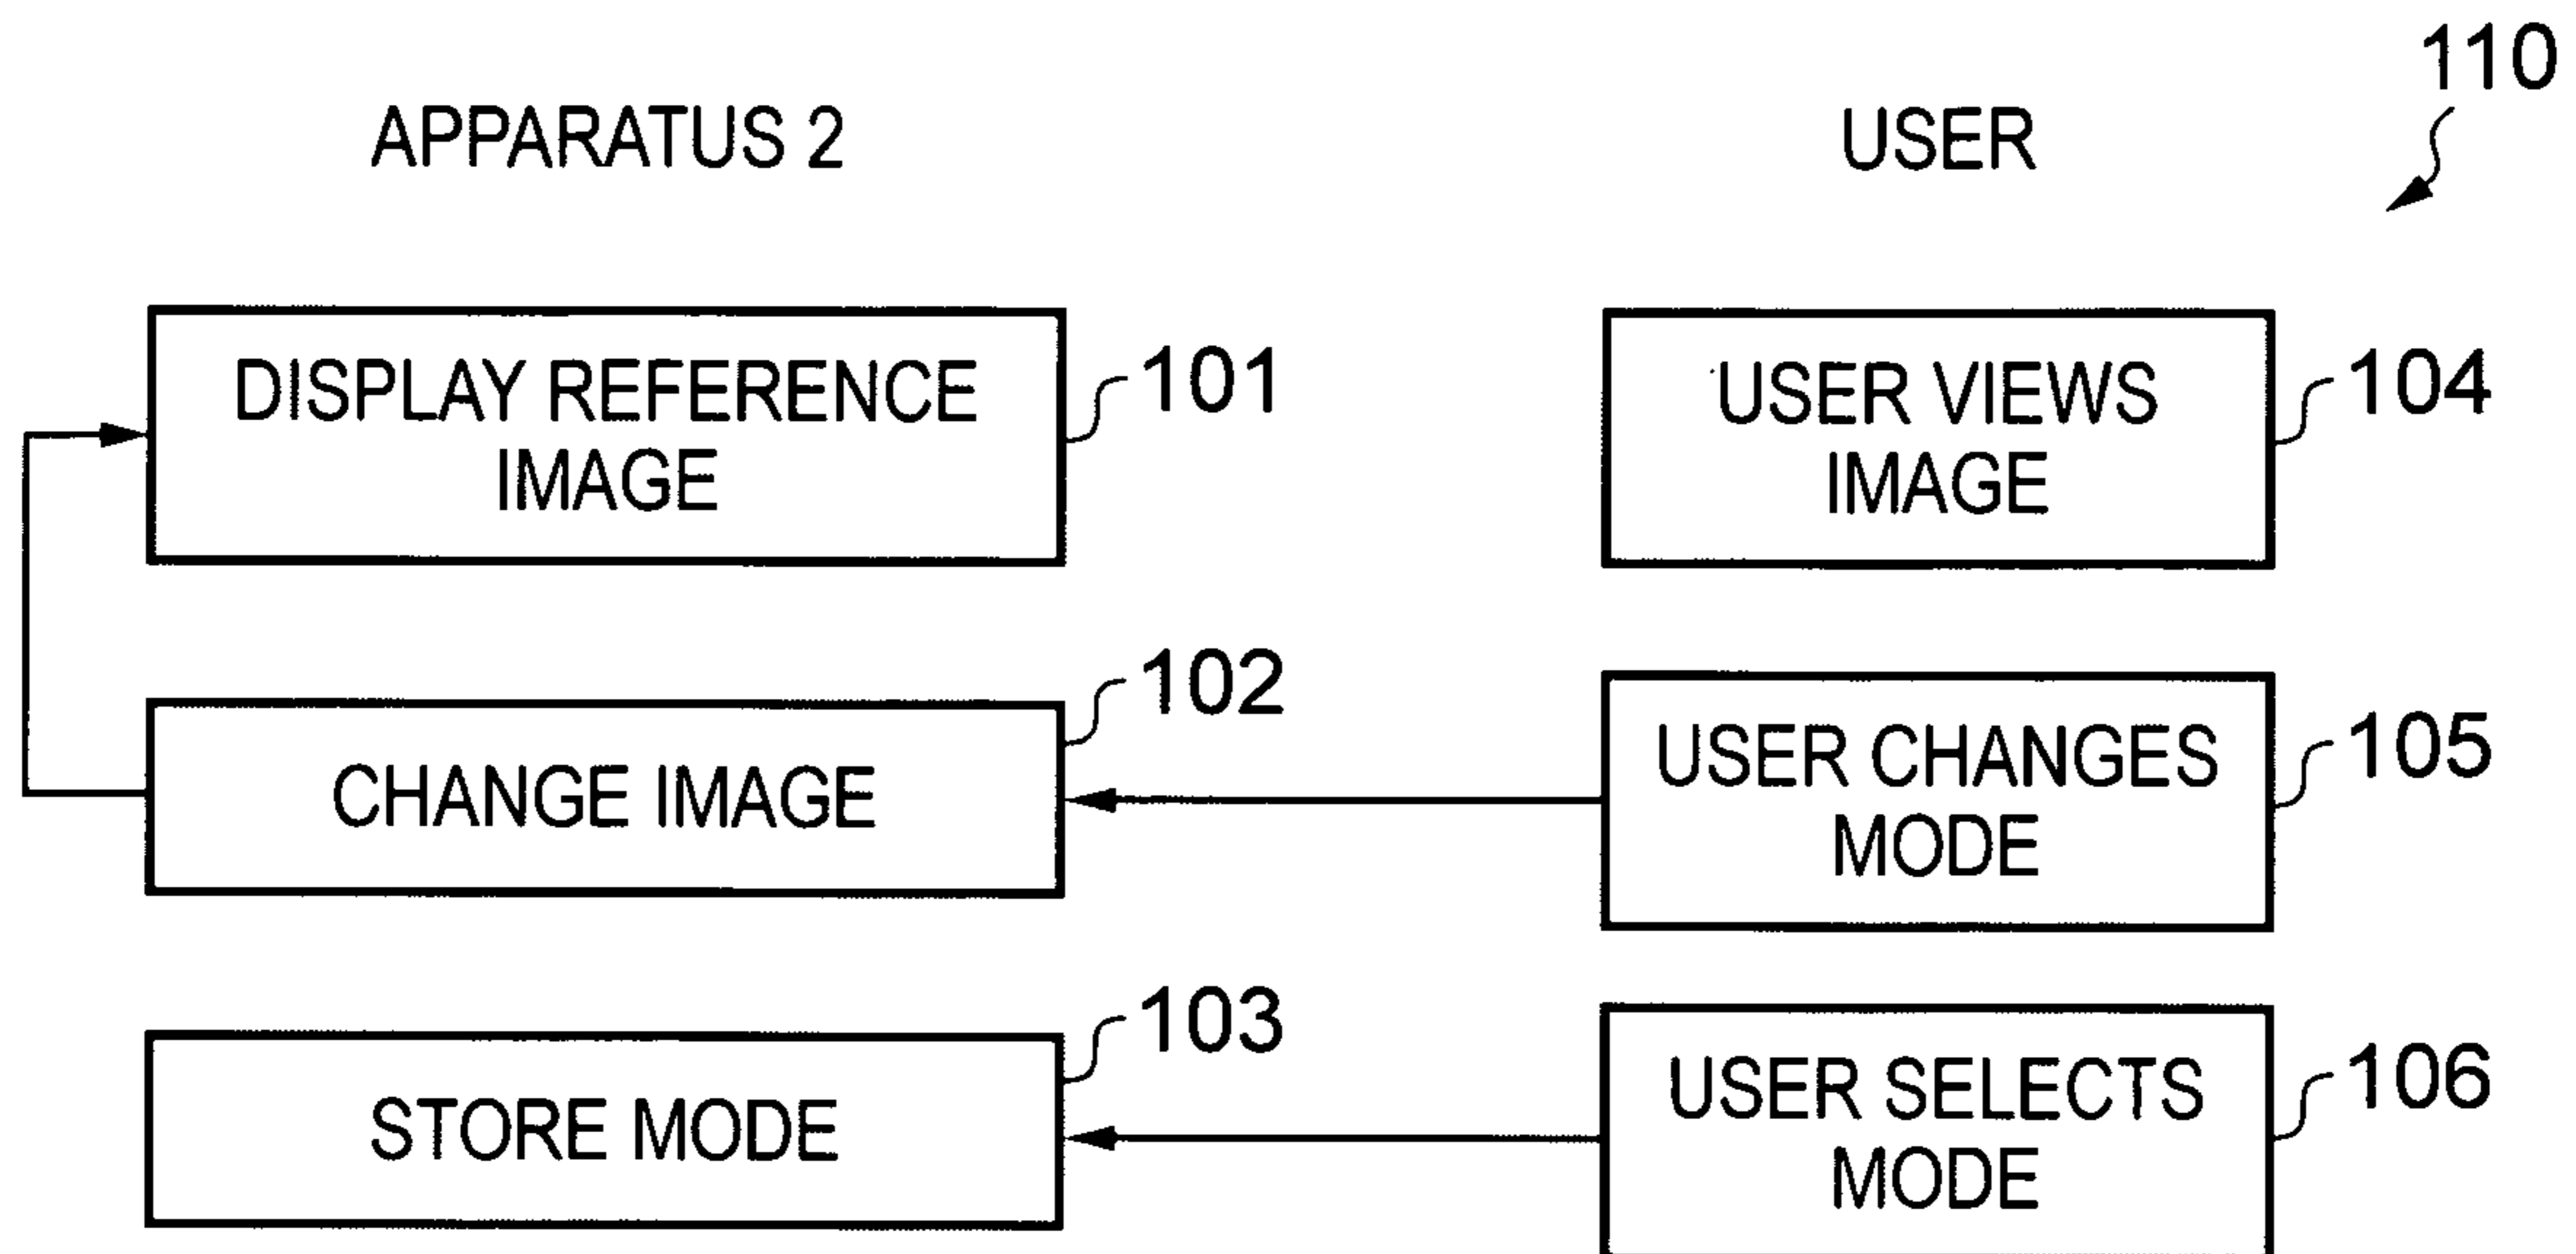 110
APPARATUS 2
USER
DISPLAY REFERENCE
IMAGE
101
USER VIEWS
IMAGE
104
CHANGE IMAGE
102
USER CHANGES
MODE
105
STORE MODE
103
USER SELECTS
MODE
106